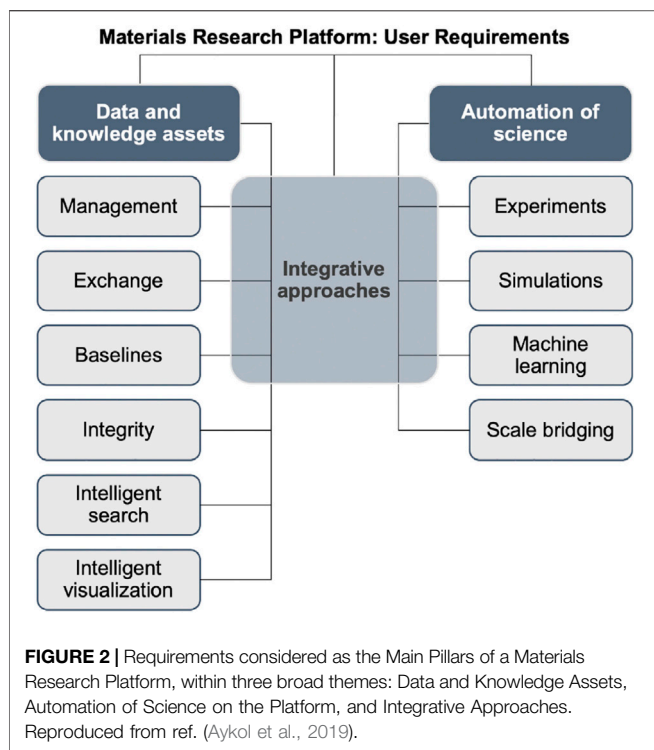 Materials Research Platform: User Requirements
Data and
knowledge assets
Automation of
science
Management
Exchange
Baselines
Integrity
Intelligent
search
Intelligent
visualization
Integrative
approaches
Experiments
Simulations
Machine
learning
Scale bridging
FIGURE 2 | Requirements considered as the Main Pillars of a Materials
Research Platform, within three broad themes: Data and Knowledge Assets,
Automation of Science on the Platform, and Integrative Approaches.
Reproduced from ref. (Aykol et al., 2019).